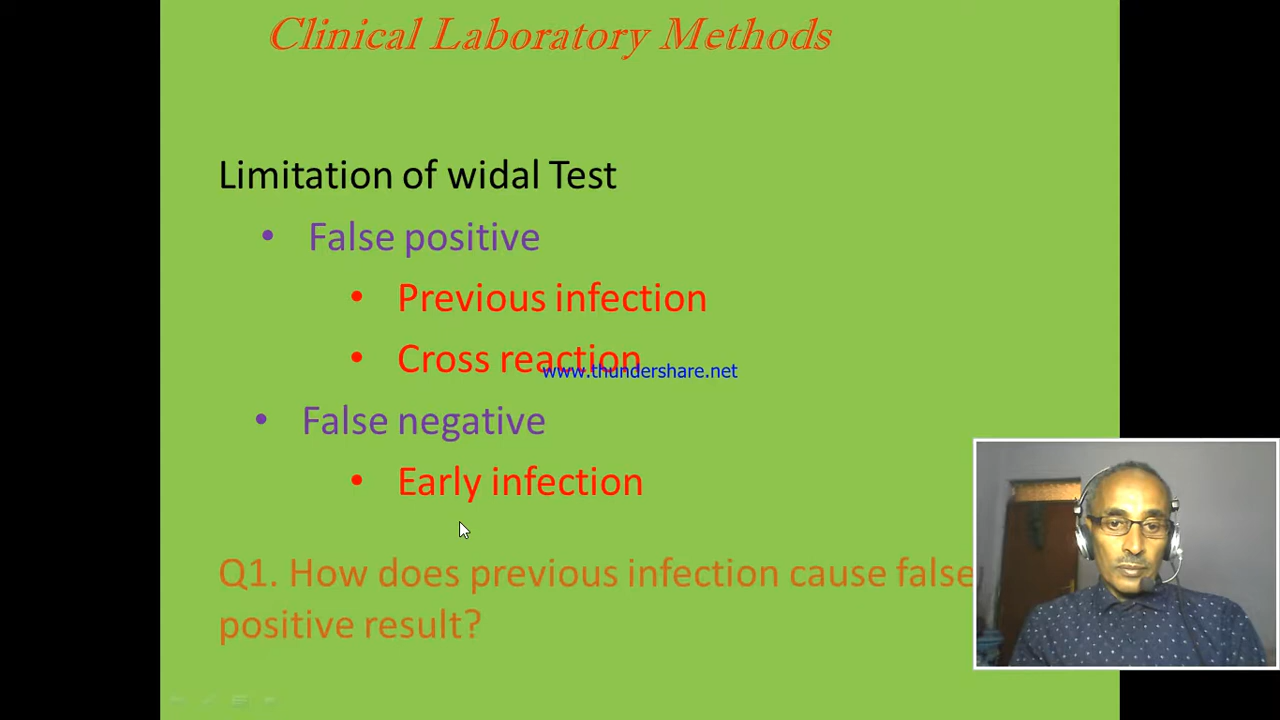 Clinical Laboratory Methods
Limitation of widal Test
• False positive
• Previous infection
• Cross reaction
www.thundershare.net
• False negative
• Early infection
Q1. How does previous infection cause false
positive result?